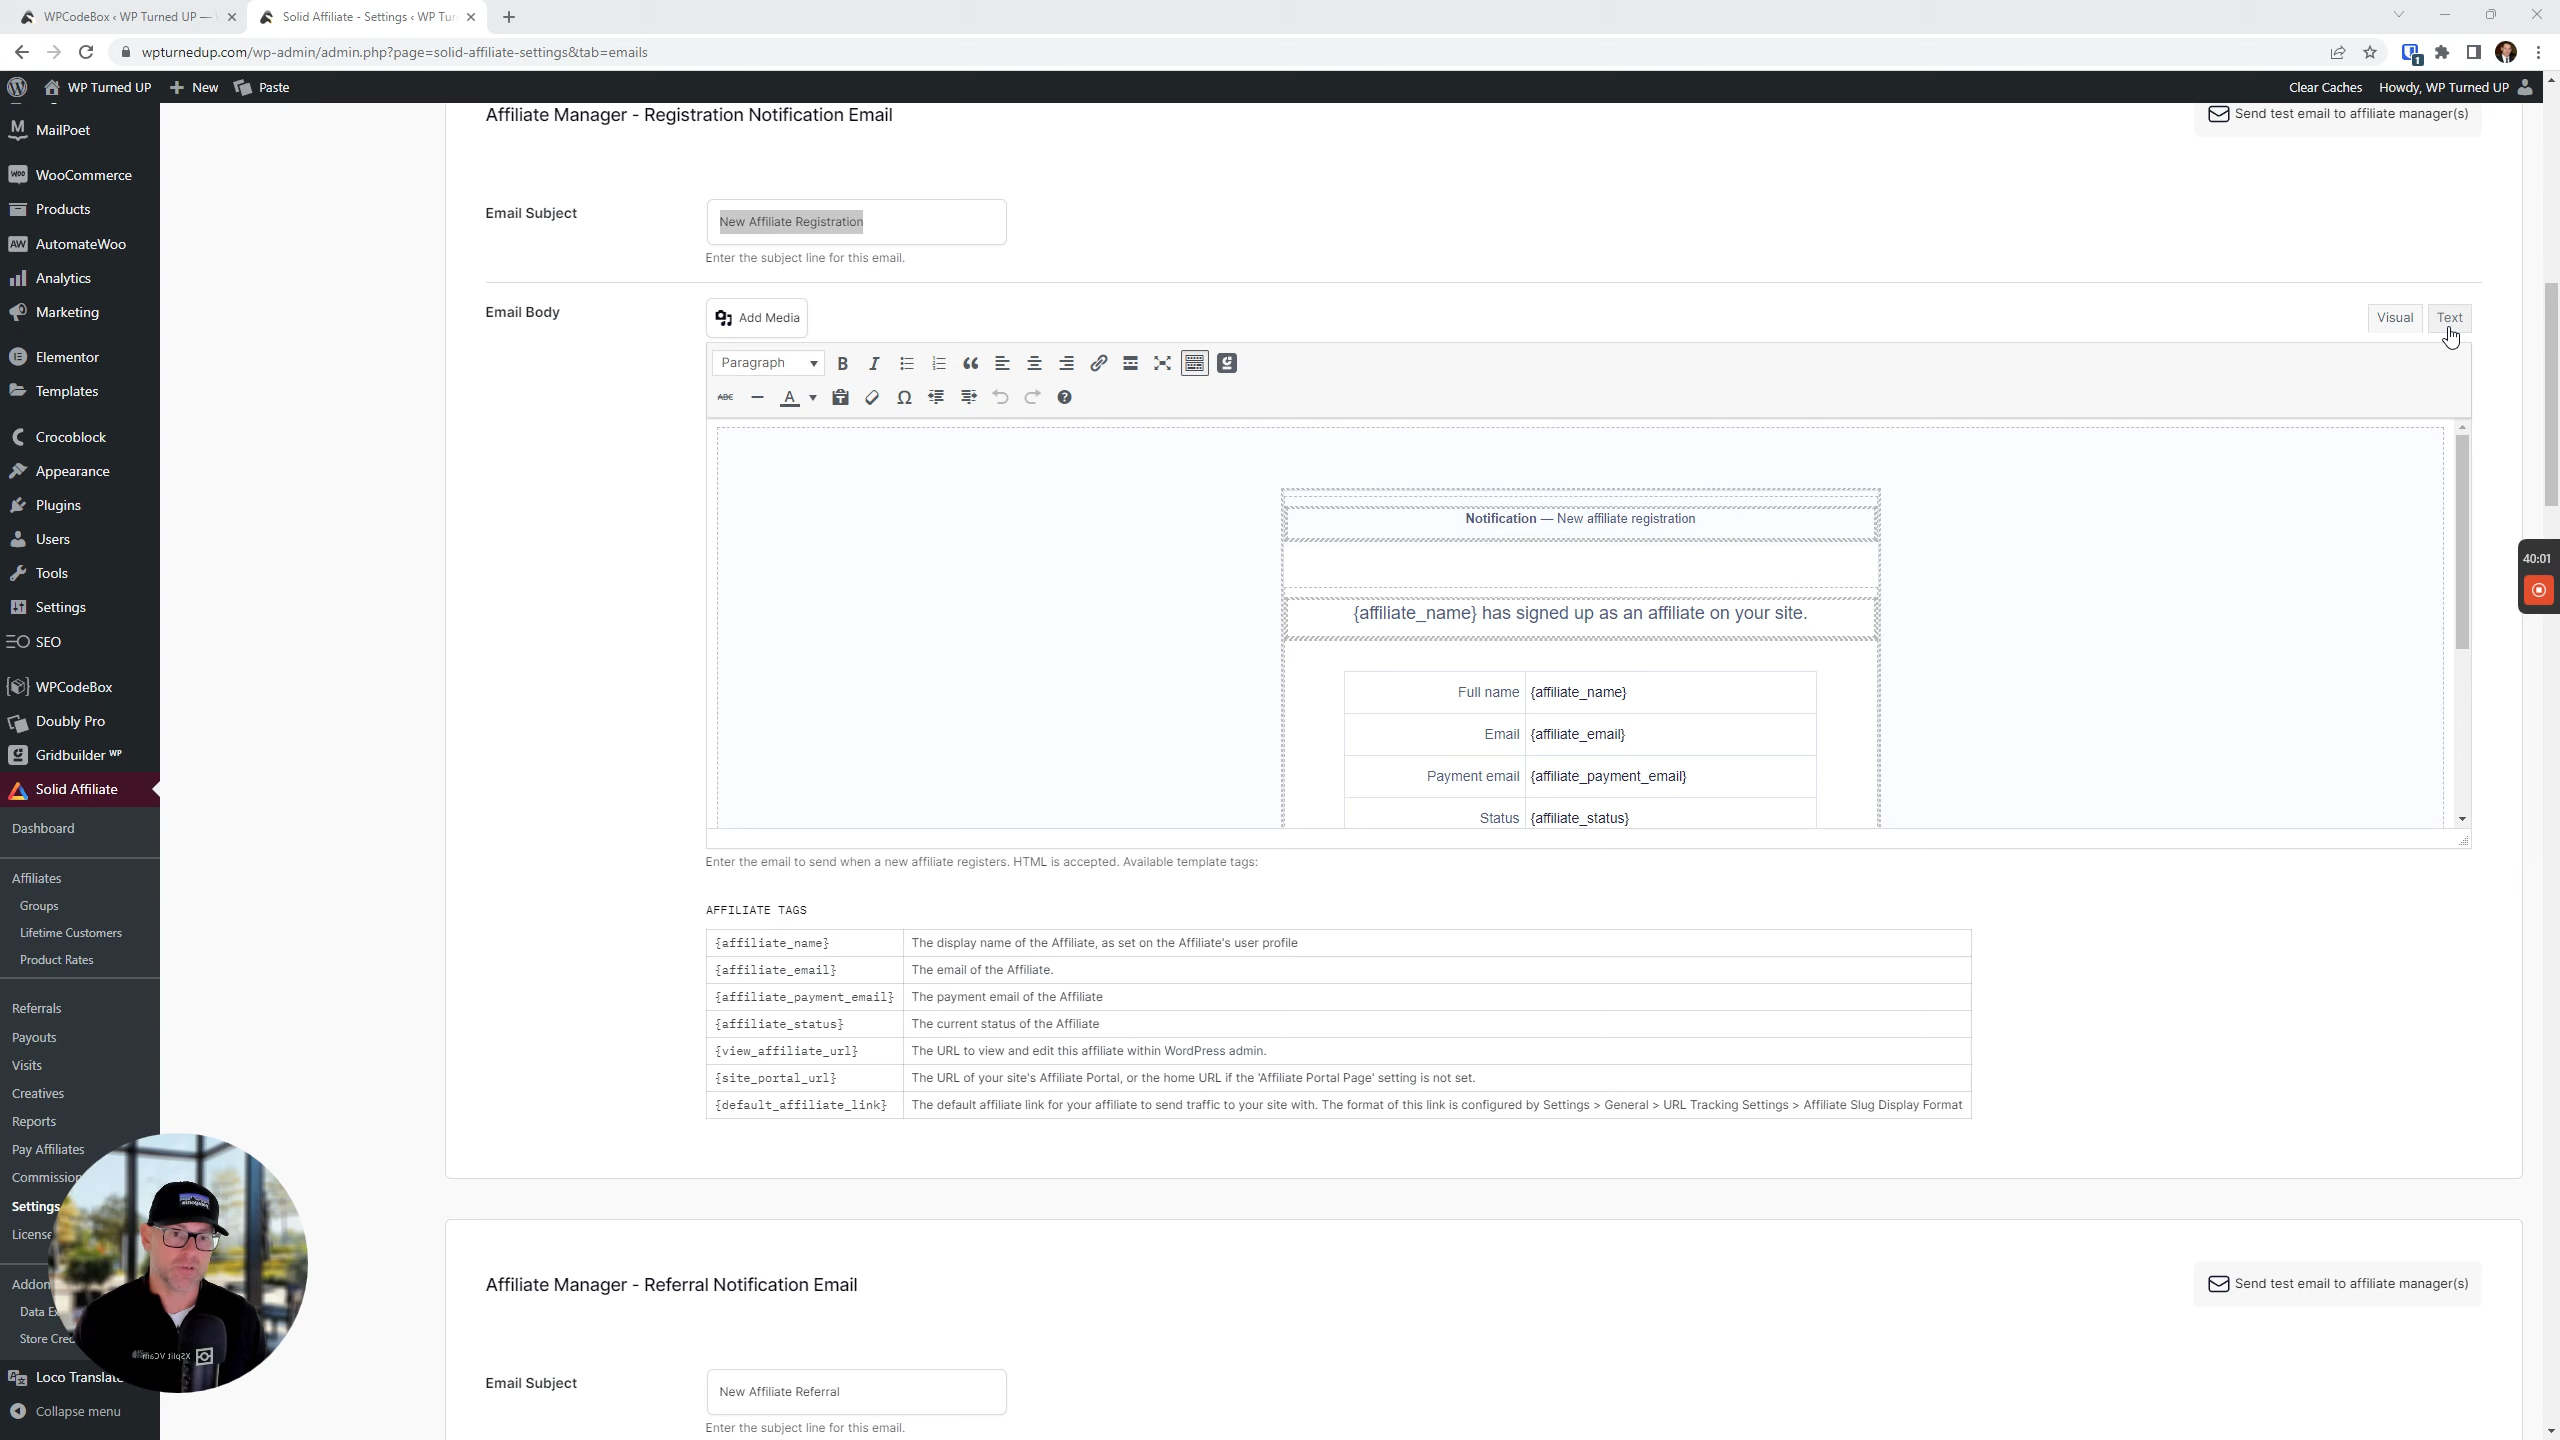 WPCodeBox ‹ WP Turned UP —
Solid Affiliate - Settings ‹ WP Tur
wpturnedup.com/wp-admin/admin.php?page=solid-affiliate-settings&tab=emails
1
WP Turned UP
New
Paste
Clear Caches
Howdy, WP Turned UP
MailPoet
WooCommerce
Products
AutomateWoo
Analytics
Marketing
Elementor
Templates
Crocoblock
Appearance
Plugins
Users
Tools
Settings
SEO
WPCodeBox
Doubly Pro
Gridbuilder WP
Solid Affiliate
Dashboard
Affiliates
Groups
Lifetime Customers
Product Rates
Referrals
Payouts
Visits
Creatives
Reports
Pay Affiliates
Commission
Settings
License
Addon
Data E
Store Cred
Loco Translate
Collapse menu
Affiliate Manager - Registration Notification Email
Send test email to affiliate manager(s)
Email Subject
New Affiliate Registration
Enter the subject line for this email.
Email Body
Add Media
Visual
Text
Paragraph
Notification — New affiliate registration
{affiliate_name} has signed up as an affiliate on your site.
Full name {affiliate_name}
Email {affiliate_email}
Payment email {affiliate_payment_email}
Status {affiliate_status}
Enter the email to send when a new affiliate registers. HTML is accepted. Available template tags:
AFFILIATE TAGS
{affiliate_name} The display name of the Affiliate, as set on the Affiliate's user profile
{affiliate_email} The email of the Affiliate.
{affiliate_payment_email} The payment email of the Affiliate
{affiliate_status} The current status of the Affiliate
{view_affiliate_url} The URL to view and edit this affiliate within WordPress admin.
{site_portal_url} The URL of your site's Affiliate Portal, or the home URL if the 'Affiliate Portal Page' setting is not set.
{default_affiliate_link} The default affiliate link for your affiliate to send traffic to your site with. The format of this link is configured by Settings > General > URL Tracking Settings > Affiliate Slug Display Format
Affiliate Manager - Referral Notification Email
Send test email to affiliate manager(s)
Email Subject
New Affiliate Referral
Enter the subject line for this email.
40:01
XSplit VCam